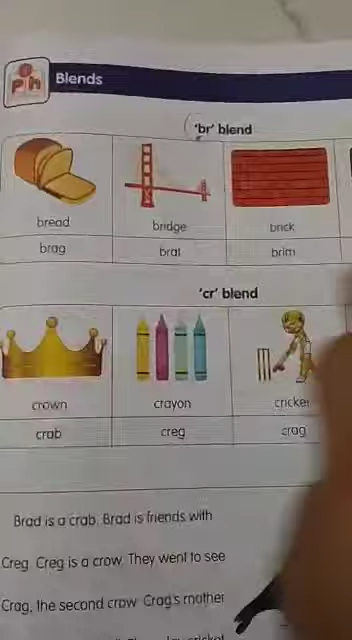 Ph Blends
'br' blend
bread bridge brick
brag brat brim
'cr' blend
crown crayon cricket
crab creg crag
Brad is a crab. Brad is friends with
Creg. Creg is a crow. They went to see
Crag, the second crow. Crag's mother